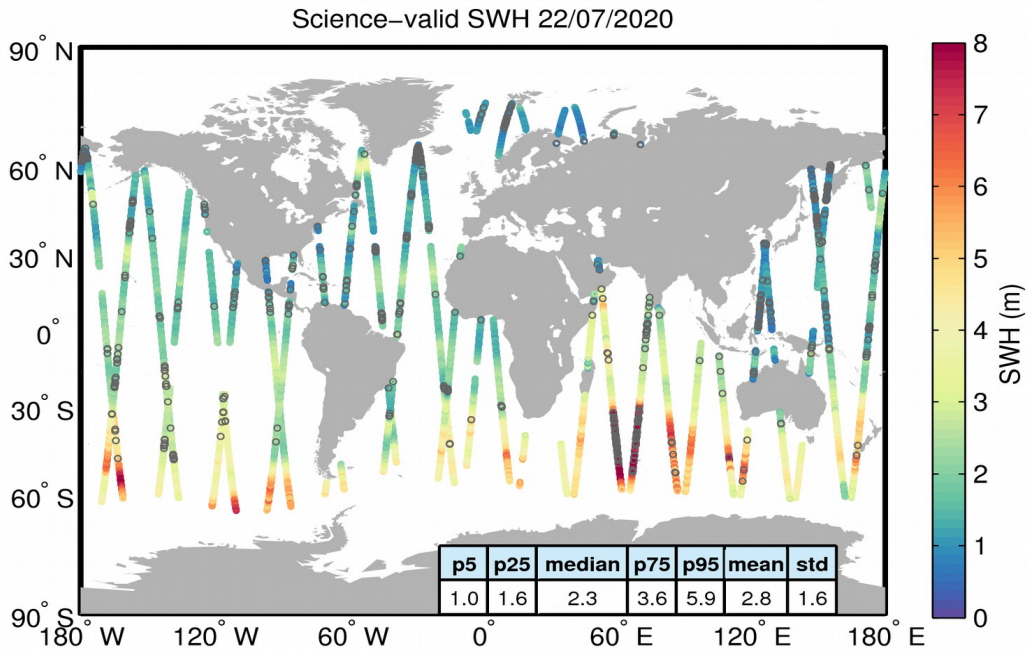 Science−valid SWH 22/07/2020
90° N
60° N
30° N
0°
30° S
60° S
90° S
180° W 120° W 60° W 0° 60° E 120° E 180° E
p5 p25 median p75 p95 mean std
1.0 1.6 2.3 3.6 5.9 2.8 1.6
8
7
6
5
4
3
2
1
0
SWH (m)